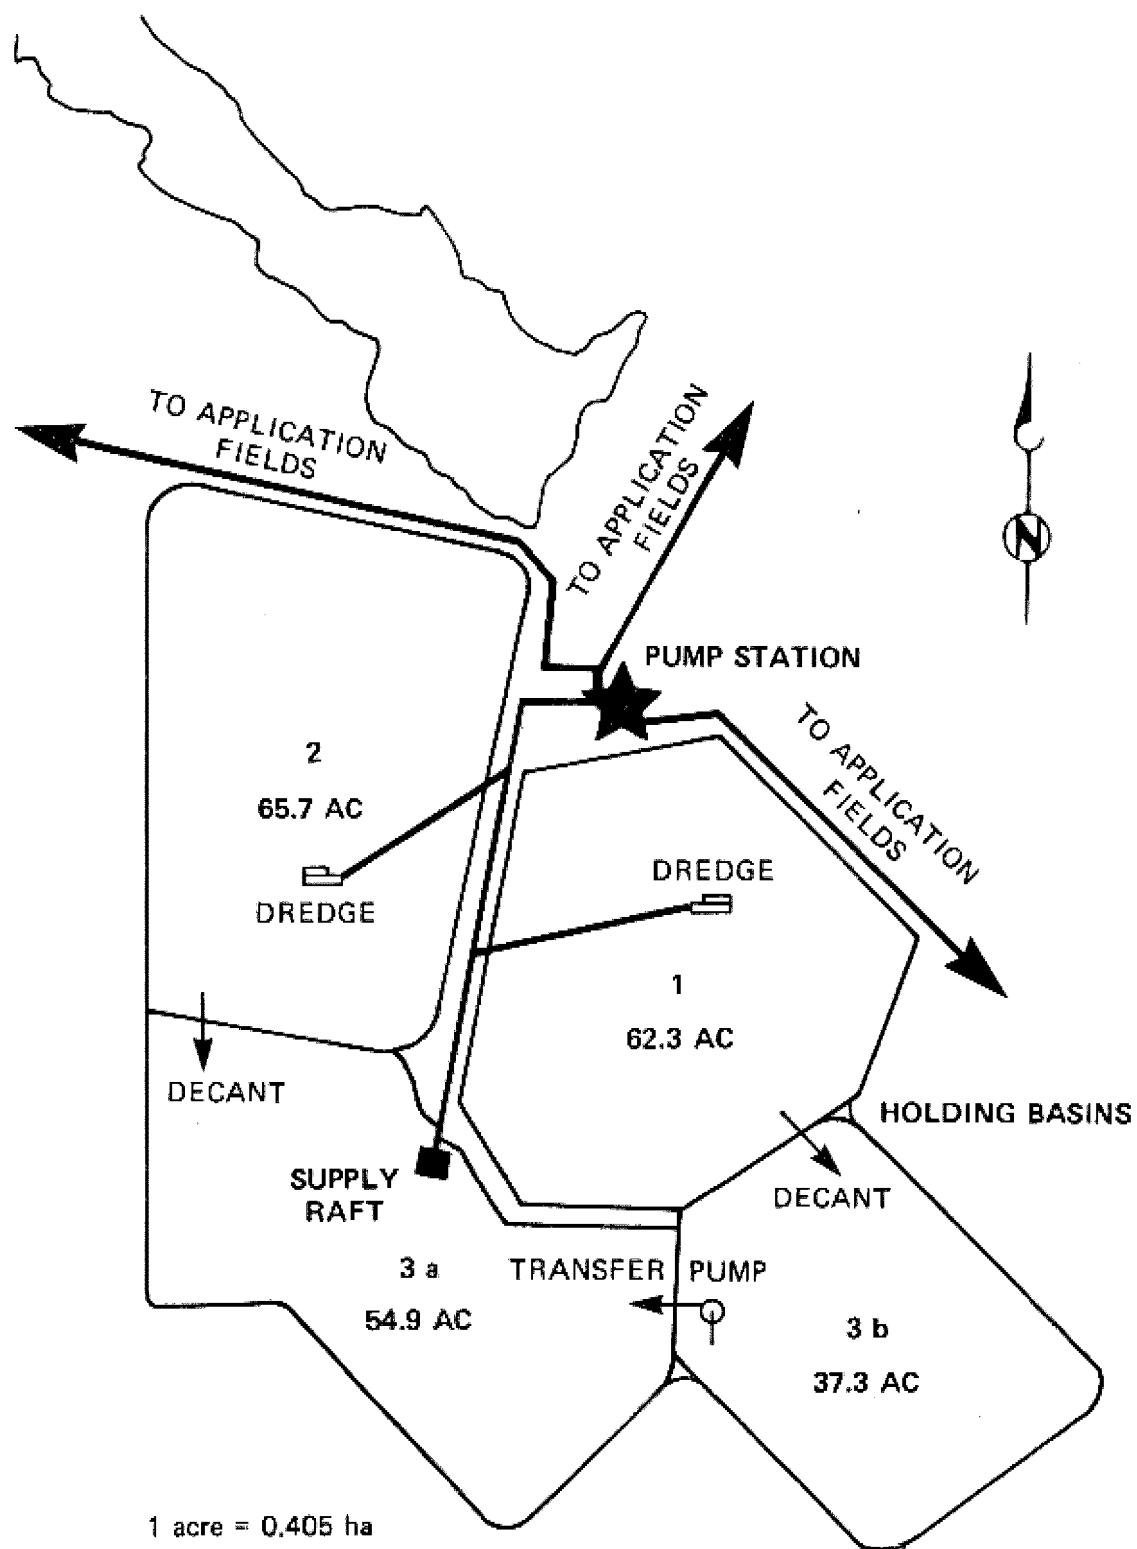 TO APPLICATION
FIELDS
TO APPLICATION
FIELDS
N
PUMP STATION
TO APPLICATION
FIELDS
2
65.7 AC
DREDGE
DREDGE
1
62.3 AC
DECANT
HOLDING BASINS
DECANT
SUPPLY
RAFT
3 a
54.9 AC
TRANSFER PUMP
3 b
37.3 AC
1 acre = 0.405 ha